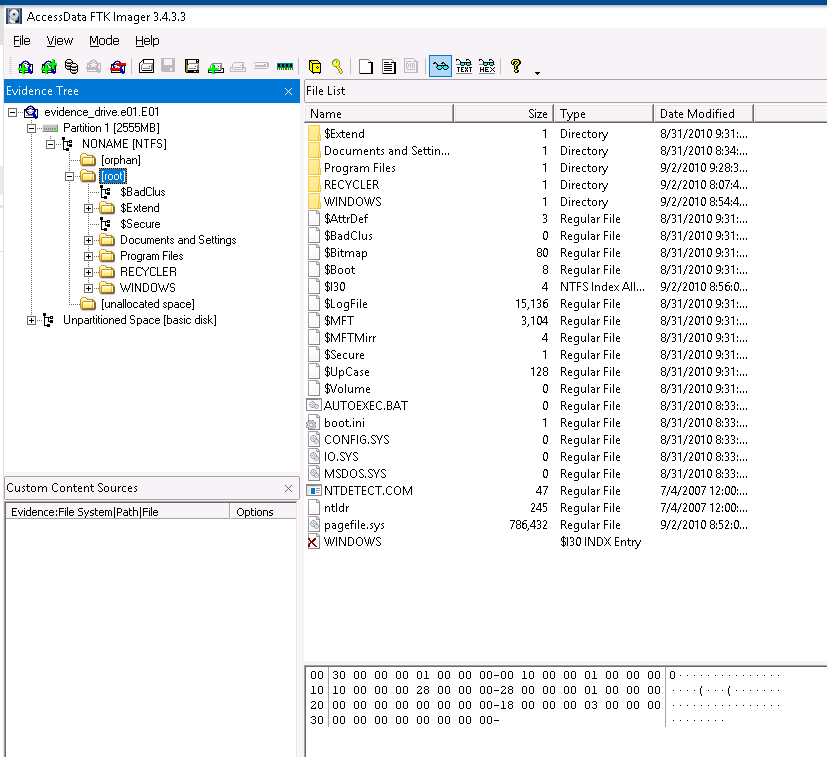 AccessData FTK Imager 3.4.3.3
File View Mode Help
TEXT HEX ?
Evidence Tree
evidence_drive.e01.E01
Partition 1 [2555MB]
NONAME [NTFS]
[orphan]
[root]
$BadClus
$Extend
$Secure
Documents and Settings
Program Files
RECYCLER
WINDOWS
[unallocated space]
Unpartitioned Space [basic disk]
Custom Content Sources
Evidence:File System|Path|File Options
File List
Name Size Type Date Modified
$Extend 1 Directory 8/31/2010 9:31:...
Documents and Settin... 1 Directory 8/31/2010 8:34:...
Program Files 1 Directory 9/2/2010 9:28:3...
RECYCLER 1 Directory 9/2/2010 8:07:4...
WINDOWS 1 Directory 9/2/2010 8:54:4...
$AttrDef 3 Regular File 8/31/2010 9:31:...
$BadClus 0 Regular File 8/31/2010 9:31:...
$Bitmap 80 Regular File 8/31/2010 9:31:...
$Boot 8 Regular File 8/31/2010 9:31:...
$I30 4 NTFS Index All... 9/2/2010 8:56:0...
$LogFile 15,136 Regular File 8/31/2010 9:31:...
$MFT 3,104 Regular File 8/31/2010 9:31:...
$MFTMirr 4 Regular File 8/31/2010 9:31:...
$Secure 1 Regular File 8/31/2010 9:31:...
$UpCase 128 Regular File 8/31/2010 9:31:...
$Volume 0 Regular File 8/31/2010 9:31:...
AUTOEXEC.BAT 0 Regular File 8/31/2010 8:33:...
boot.ini 1 Regular File 8/31/2010 8:33:...
CONFIG.SYS 0 Regular File 8/31/2010 8:33:...
IO.SYS 0 Regular File 8/31/2010 8:33:...
MSDOS.SYS 0 Regular File 8/31/2010 8:33:...
NTDETECT.COM 47 Regular File 7/4/2007 12:00:...
ntldr 245 Regular File 7/4/2007 12:00:...
pagefile.sys 786,432 Regular File 9/2/2010 8:52:0...
WINDOWS $I30 INDX Entry
00 30 00 00 00 01 00 00 00-00 10 00 00 01 00 00 00 0···············
10 10 00 00 00 28 00 00 00-28 00 00 00 01 00 00 00 ····(···(·······
20 00 00 00 00 00 00 00 00-18 00 00 00 03 00 00 00 ················
30 00 00 00 00 00 00 00 00- ········